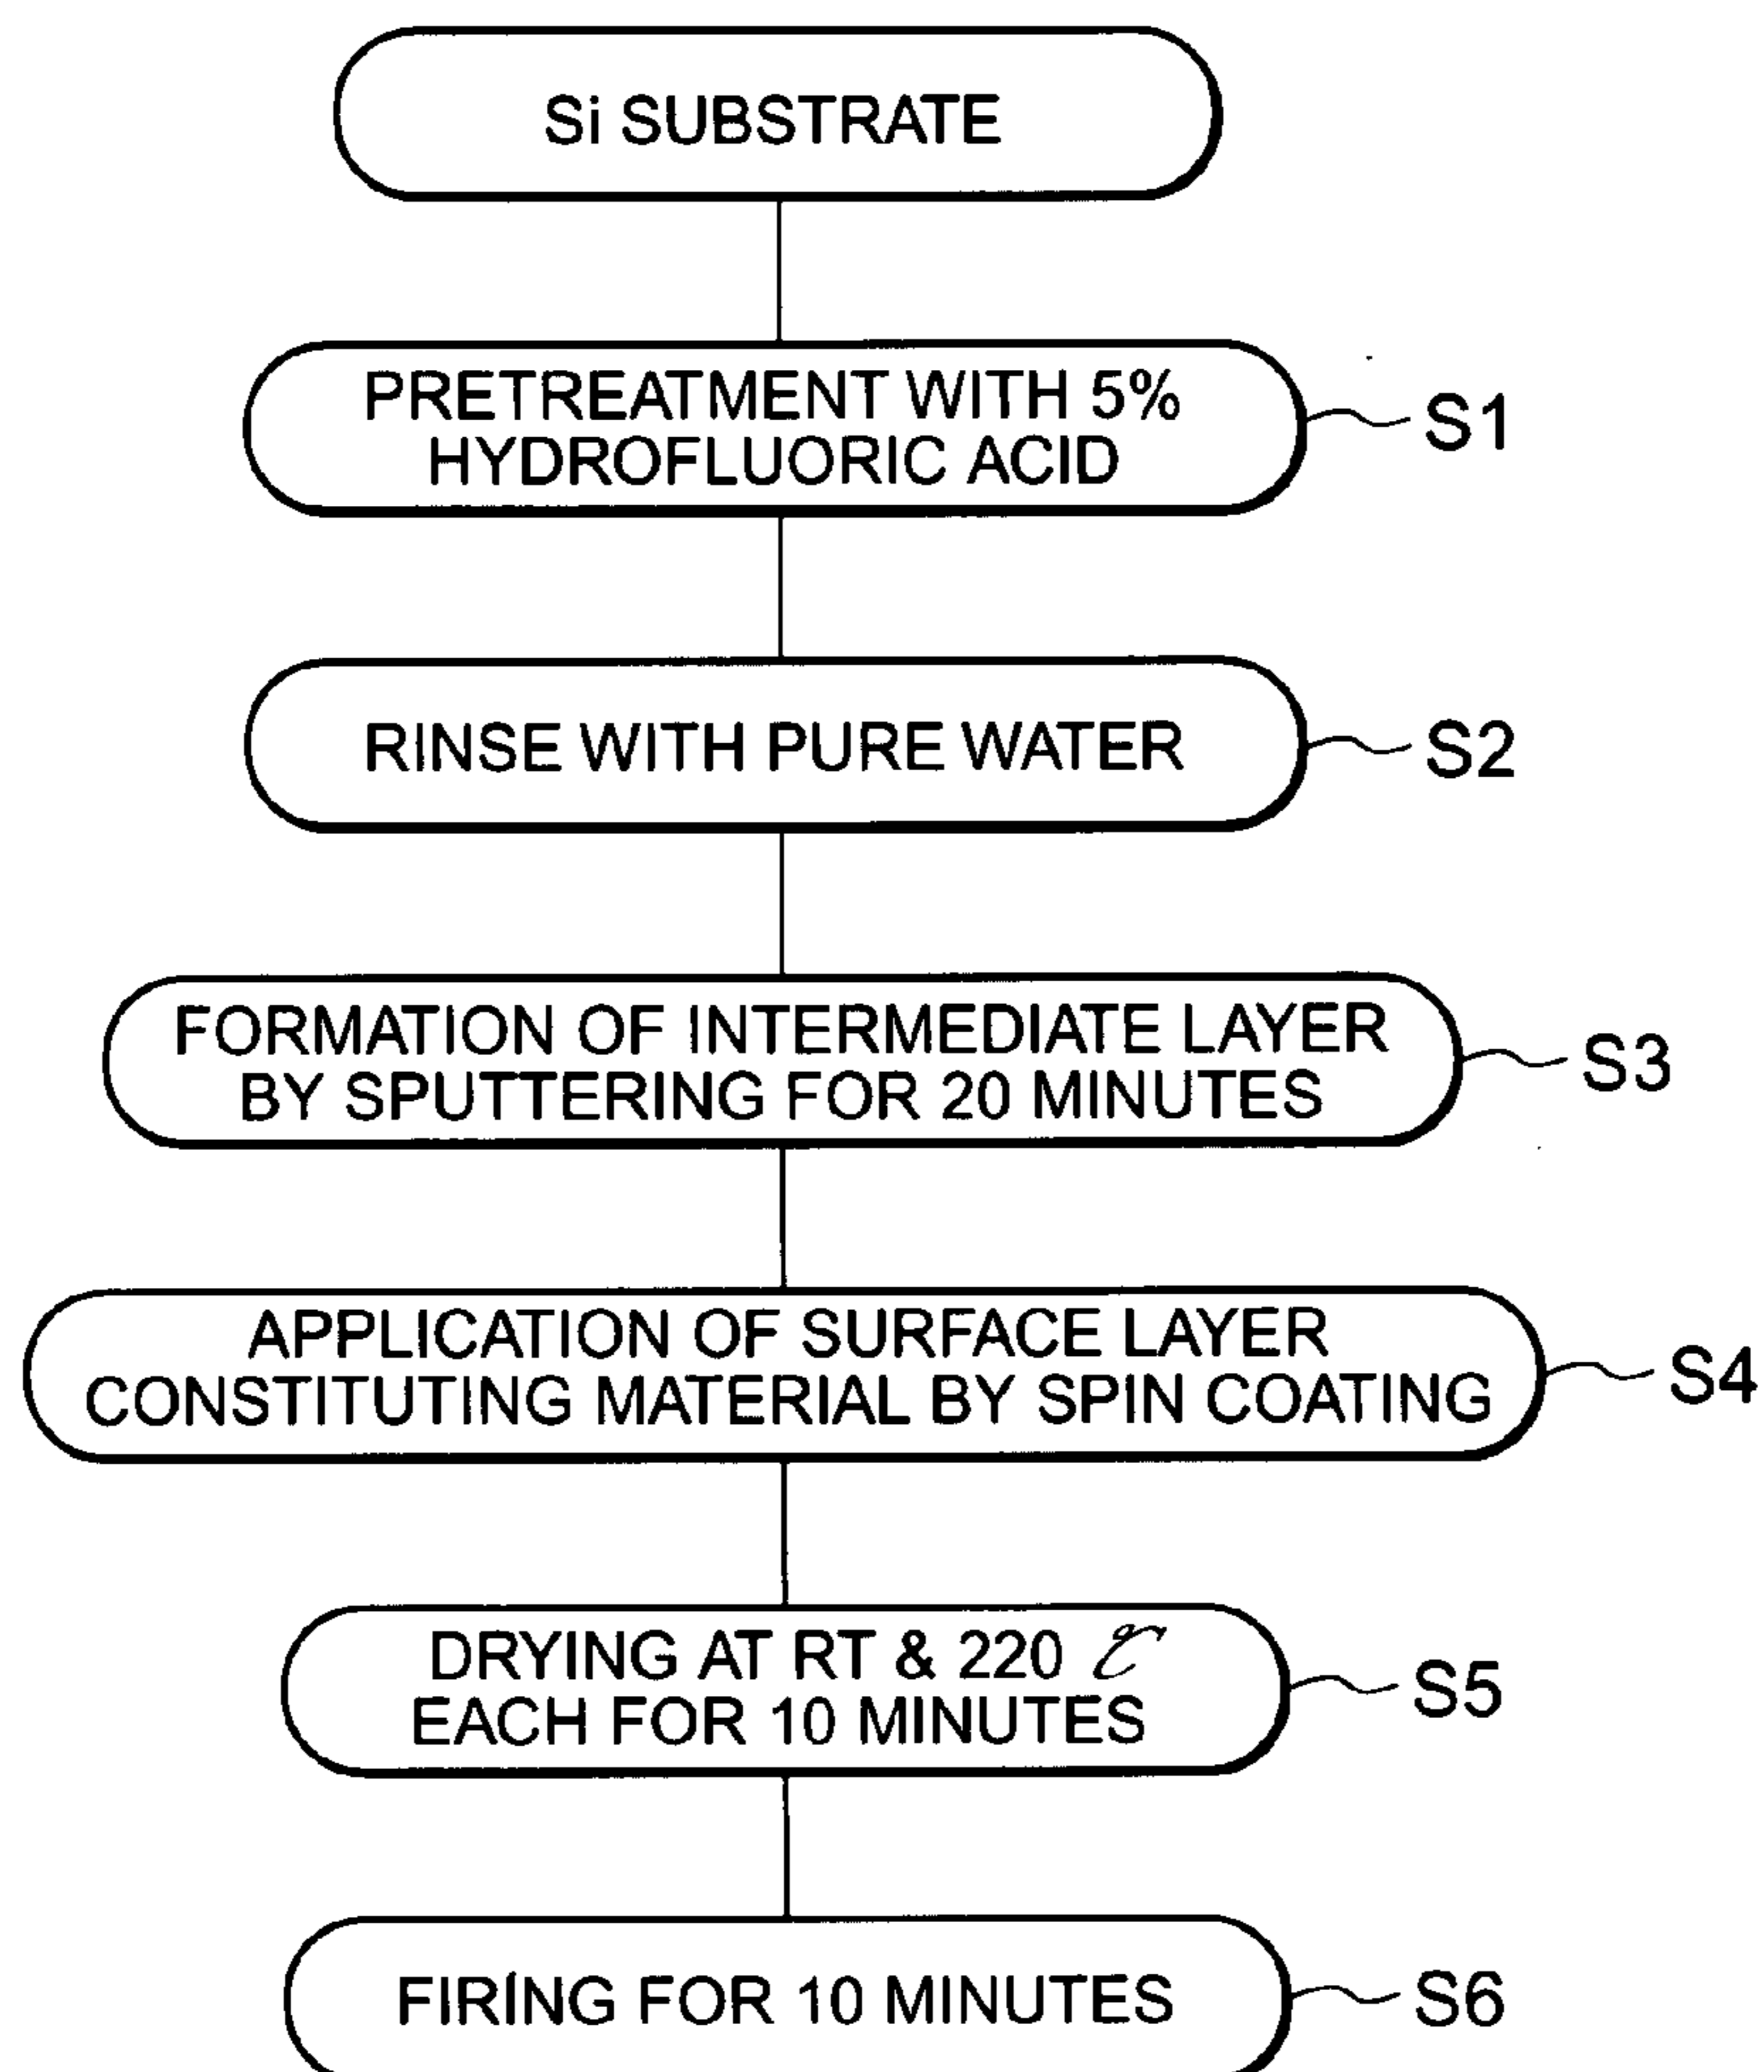 Si SUBSTRATE
PRETREATMENT WITH 5%
HYDROFLUORIC ACID
S1
RINSE WITH PURE WATER
S2
FORMATION OF INTERMEDIATE LAYER
BY SPUTTERING FOR 20 MINUTES
S3
APPLICATION OF SURFACE LAYER
CONSTITUTING MATERIAL BY SPIN COATING
S4
DRYING AT RT & 220 ℃
EACH FOR 10 MINUTES
S5
FIRING FOR 10 MINUTES
S6